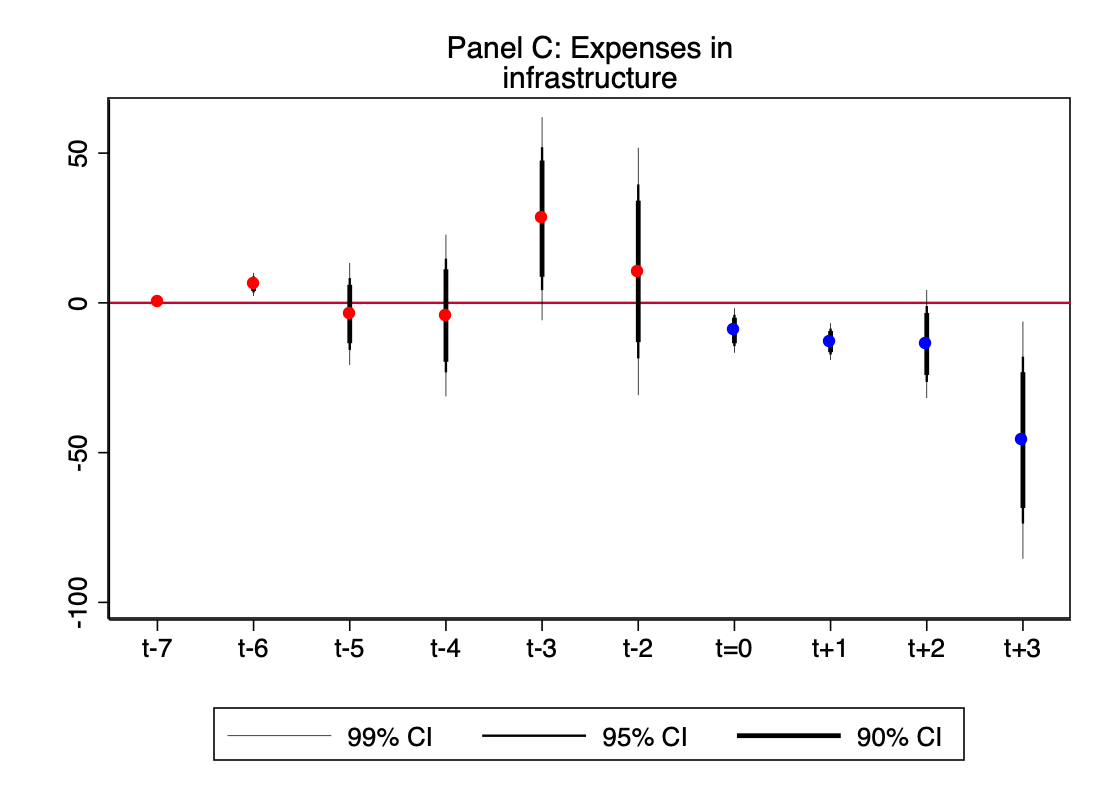 Panel C: Expenses in
infrastructure
50
0
-50
-100
t-7 t-6 t-5 t-4 t-3 t-2 t=0 t+1 t+2 t+3
99% CI 95% CI 90% CI